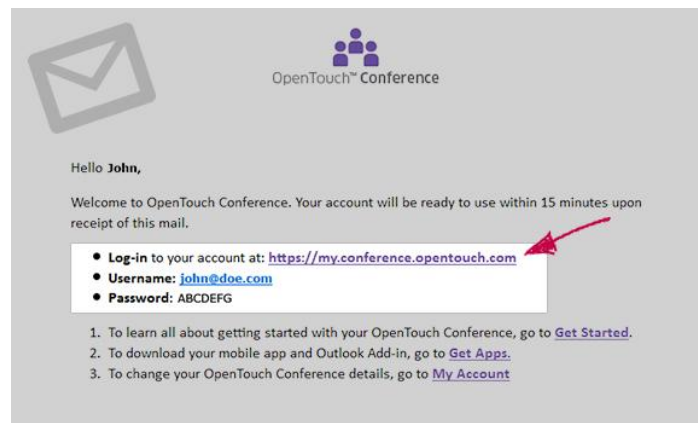 OpenTouch™ Conference
Hello John,
Welcome to OpenTouch Conference. Your account will be ready to use within 15 minutes upon
receipt of this mail.
• Log-in to your account at: https://my.conference.opentouch.com
• Username: john@doe.com
• Password: ABCDEFG
1. To learn all about getting started with your OpenTouch Conference, go to Get Started.
2. To download your mobile app and Outlook Add-in, go to Get Apps.
3. To change your OpenTouch Conference details, go to My Account